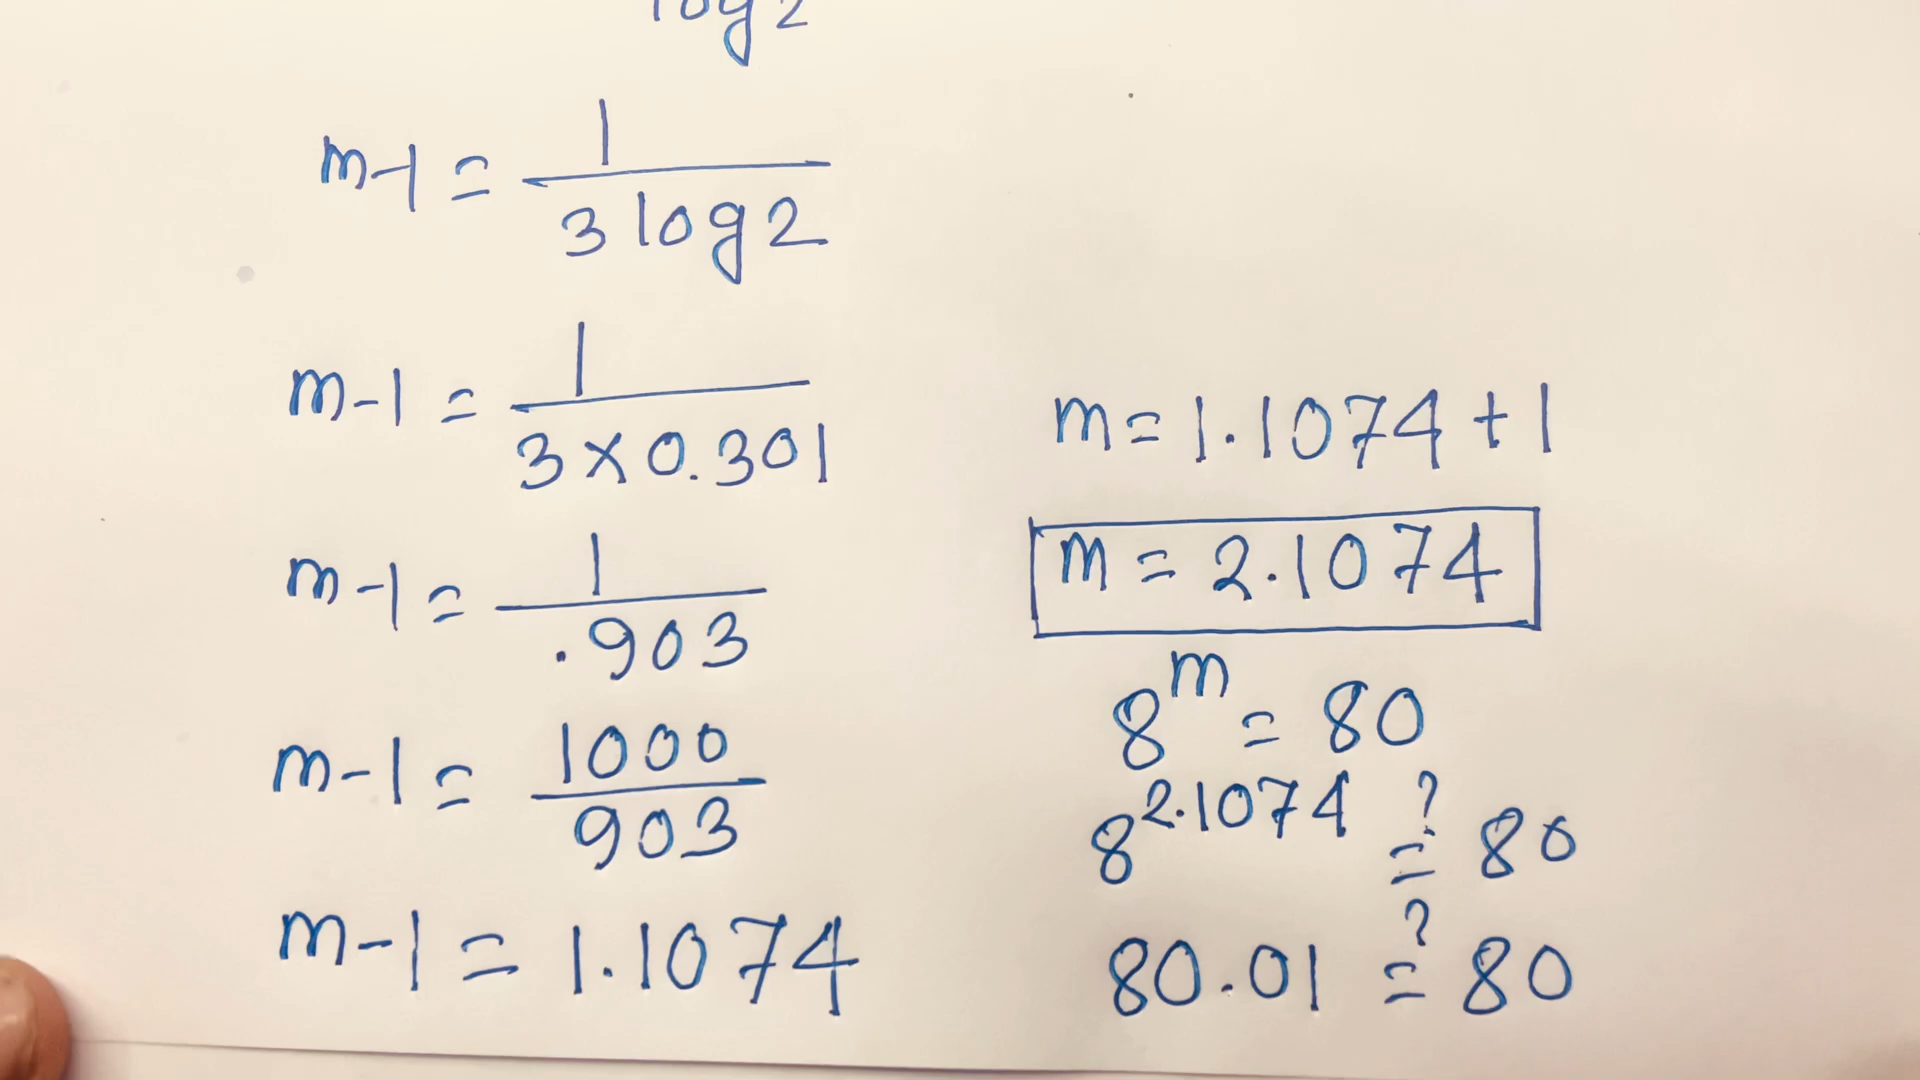 log2
m-1 = 1
3 log2
m-1 = 1
3×0.301
m-1 = 1
.903
m-1 = 1000
903
m-1 = 1.1074
m = 1.1074 + 1
m = 2.1074
8^m = 80
8^2.1074 ?= 80
80.01 ?= 80